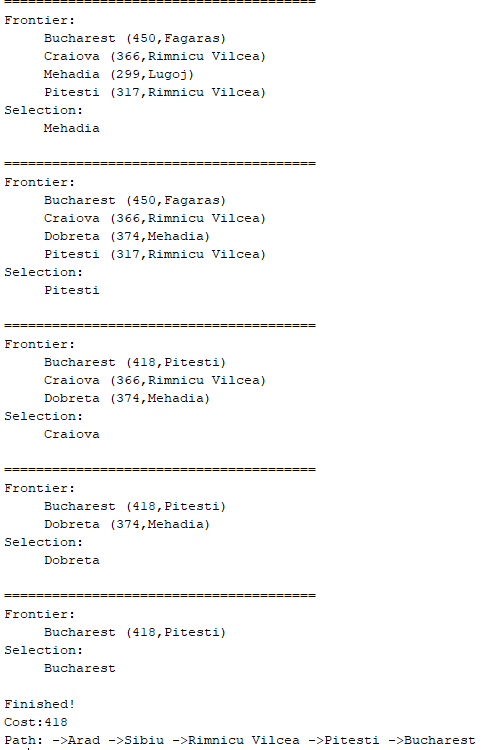 =======================================
Frontier:
Bucharest (450,Fagaras)
Craiova (366,Rimnicu Vilcea)
Mehadia (299,Lugoj)
Pitesti (317,Rimnicu Vilcea)
Selection:
Mehadia
=======================================
Frontier:
Bucharest (450,Fagaras)
Craiova (366,Rimnicu Vilcea)
Dobreta (374,Mehadia)
Pitesti (317,Rimnicu Vilcea)
Selection:
Pitesti
=======================================
Frontier:
Bucharest (418,Pitesti)
Craiova (366,Rimnicu Vilcea)
Dobreta (374,Mehadia)
Selection:
Craiova
=======================================
Frontier:
Bucharest (418,Pitesti)
Dobreta (374,Mehadia)
Selection:
Dobreta
=======================================
Frontier:
Bucharest (418,Pitesti)
Selection:
Bucharest
Finished!
Cost:418
Path: ->Arad ->Sibiu ->Rimnicu Vilcea ->Pitesti ->Bucharest